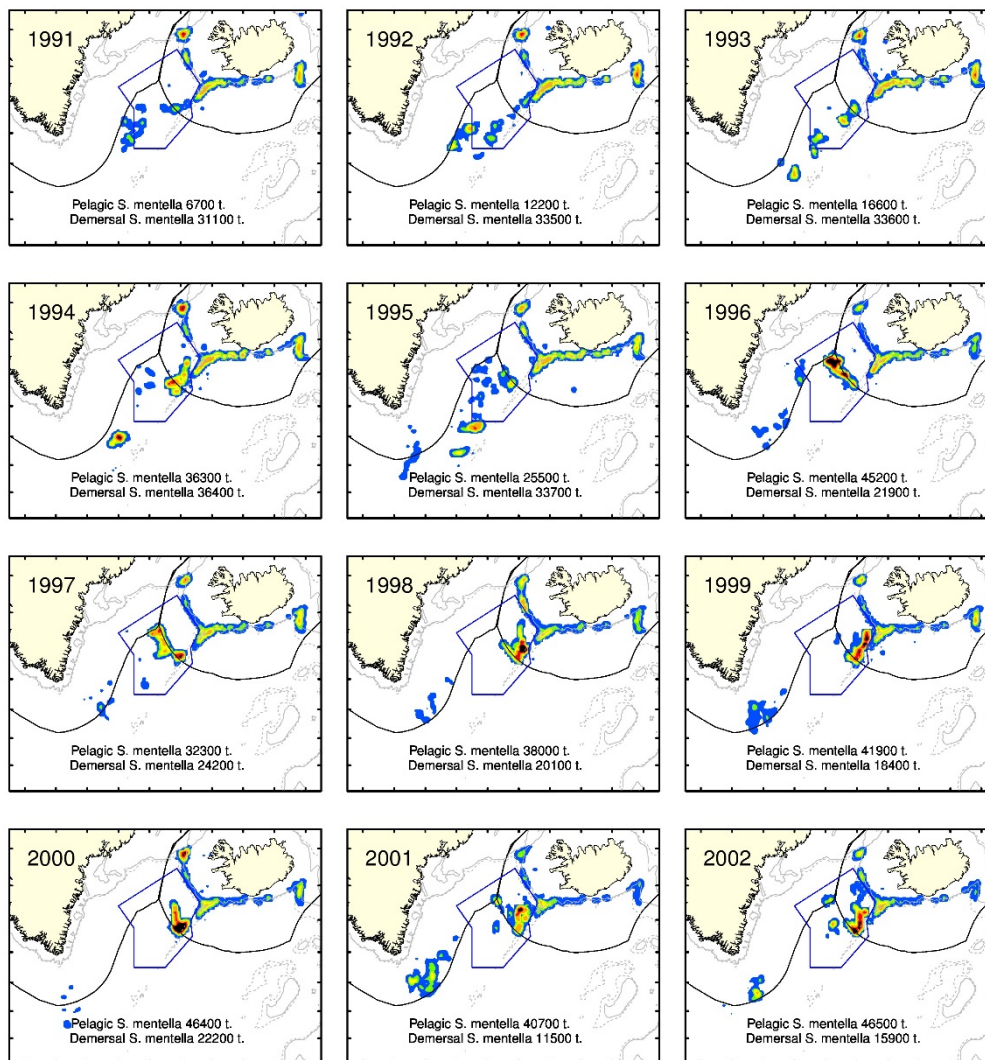 1991
Pelagic S. mentella 6700 t.
Demersal S. mentella 31100 t.
1992
Pelagic S. mentella 12200 t.
Demersal S. mentella 33500 t.
1993
Pelagic S. mentella 16600 t.
Demersal S. mentella 33600 t.
1994
Pelagic S. mentella 36300 t.
Demersal S. mentella 36400 t.
1995
Pelagic S. mentella 25500 t.
Demersal S. mentella 33700 t.
1996
Pelagic S. mentella 45200 t.
Demersal S. mentella 21900 t.
1997
Pelagic S. mentella 32300 t.
Demersal S. mentella 24200 t.
1998
Pelagic S. mentella 38000 t.
Demersal S. mentella 20100 t.
1999
Pelagic S. mentella 41900 t.
Demersal S. mentella 18400 t.
2000
Pelagic S. mentella 46400 t.
Demersal S. mentella 22200 t.
2001
Pelagic S. mentella 40700 t.
Demersal S. mentella 11500 t.
2002
Pelagic S. mentella 46500 t.
Demersal S. mentella 15900 t.